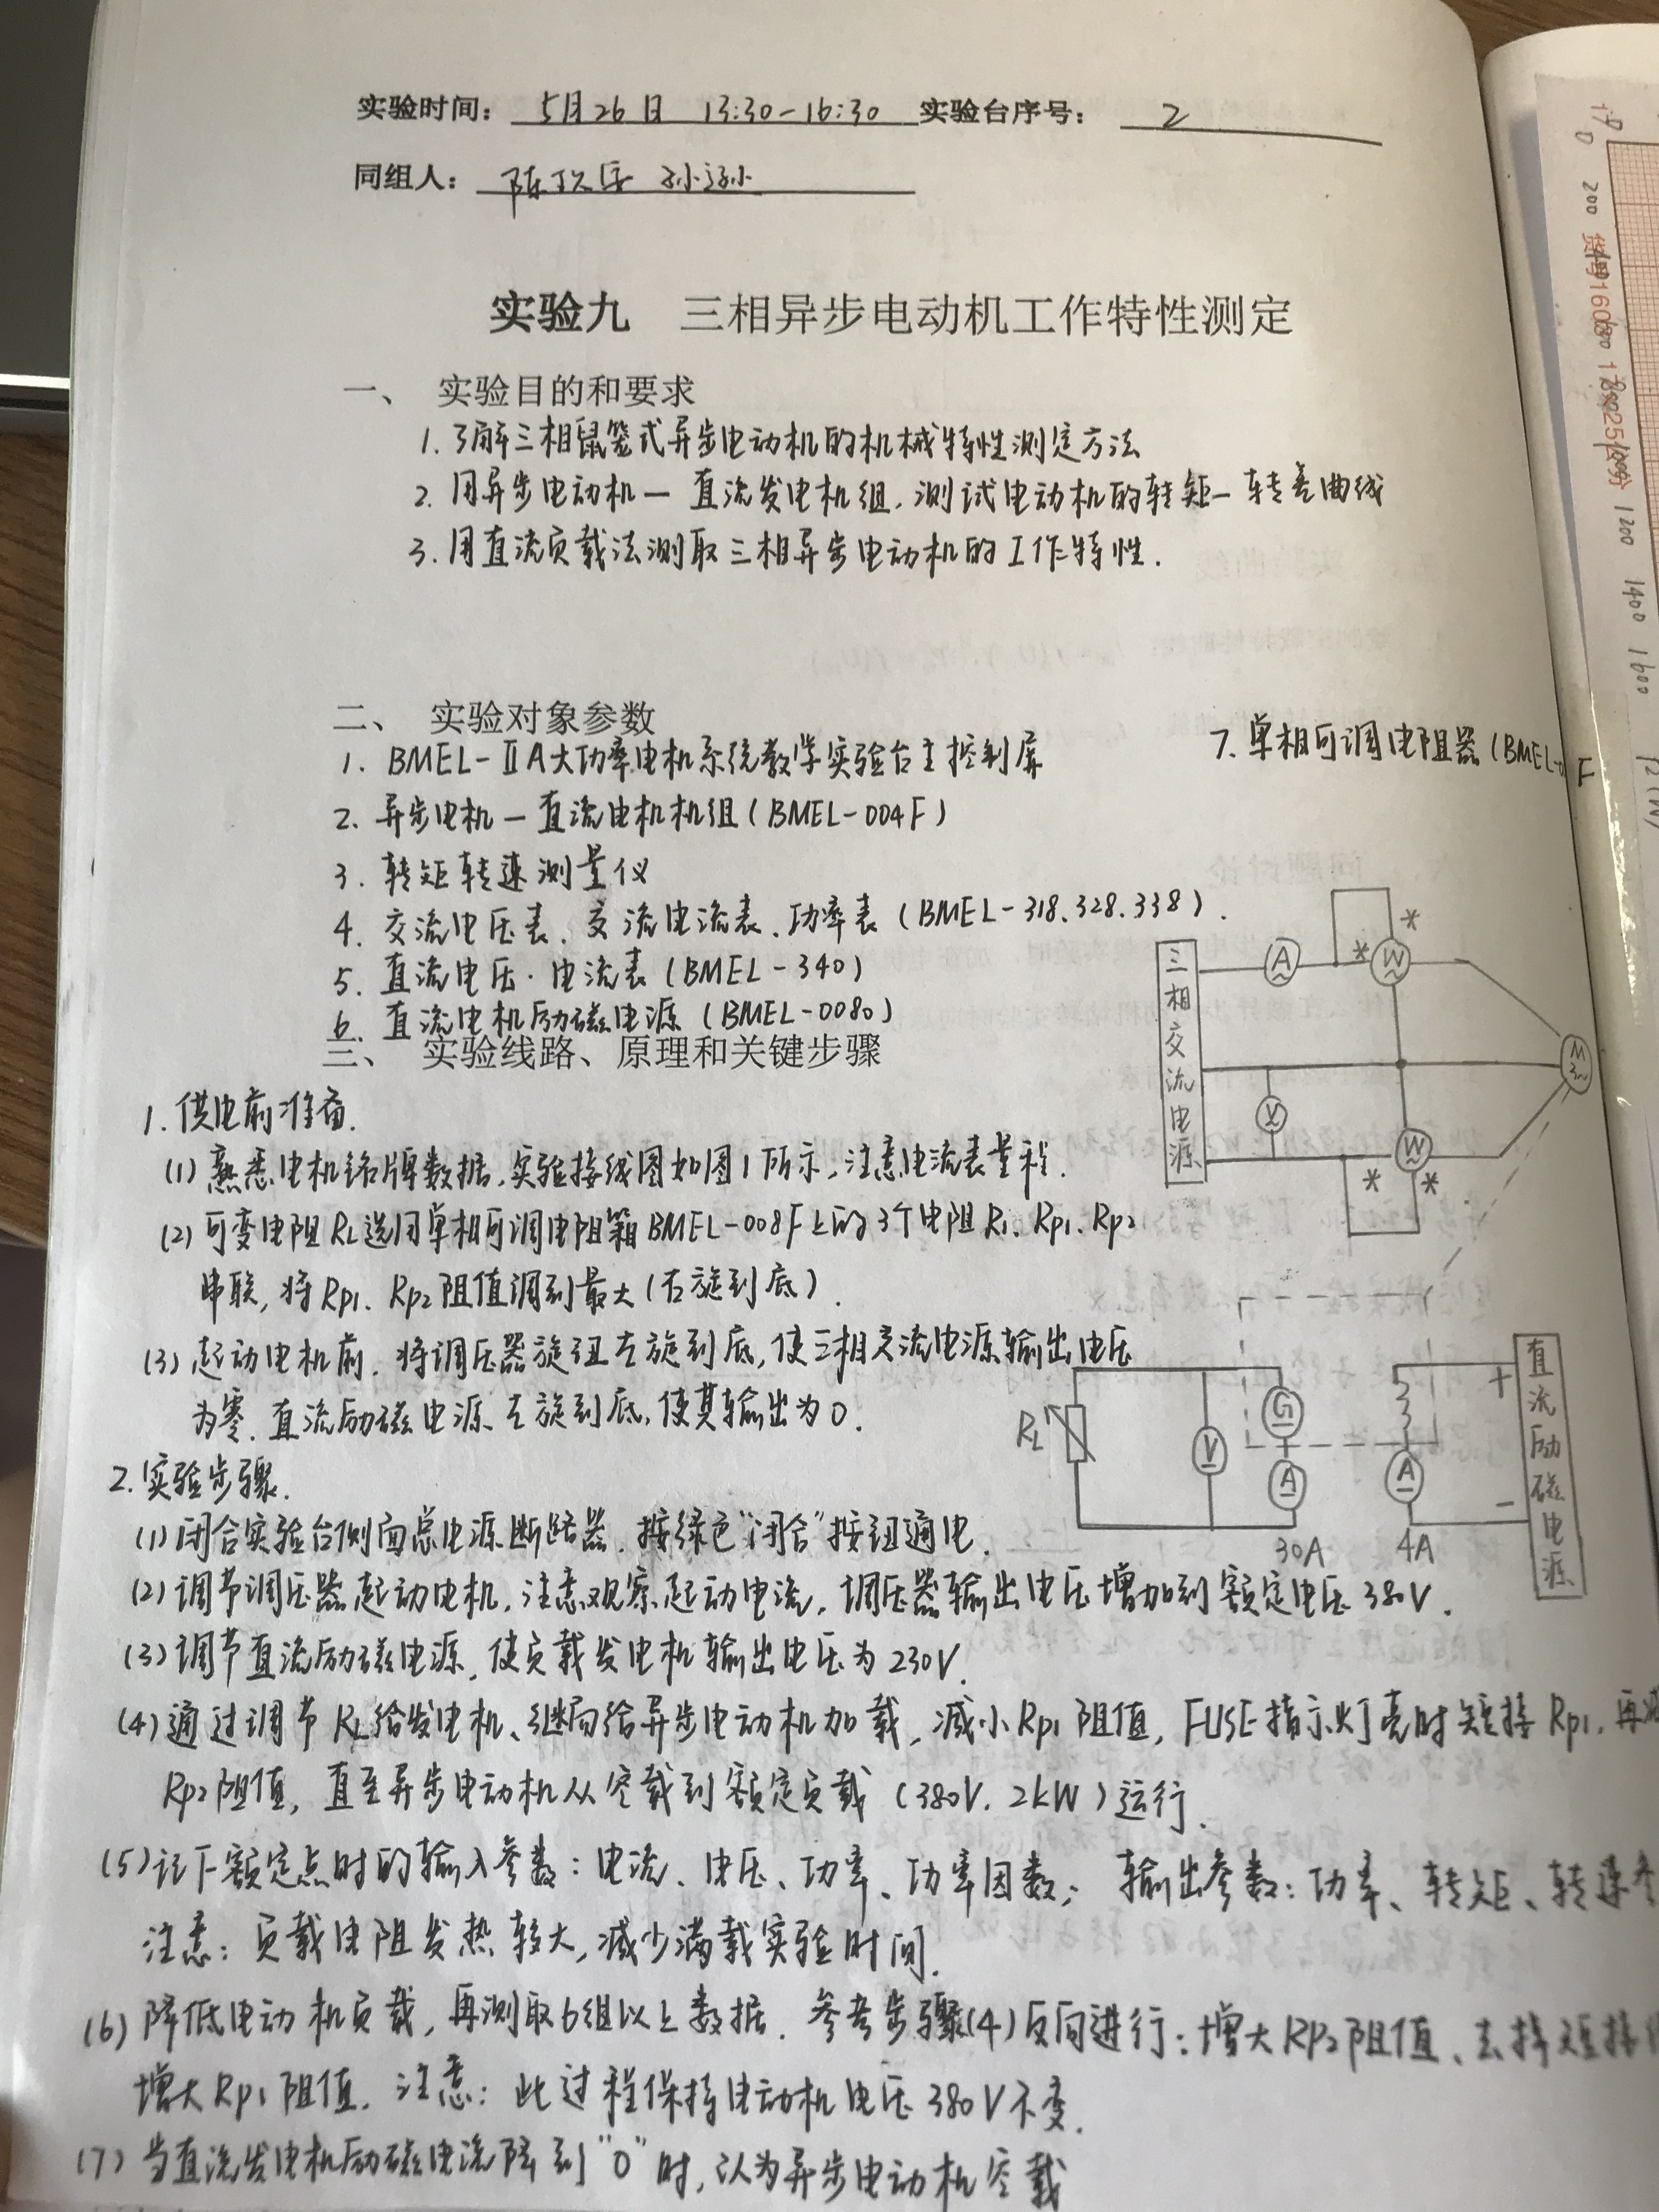 实验时间: 5月26日 13:30-16:30 实验台序号: 2
同组人:
实验九 三相异步电动机工作特性测定
一、 实验目的和要求
1. 了解三相鼠笼式异步电动机的机械特性测定方法
2. 用异步电动机—直流发电机组,测试电动机的转矩—转差曲线
3. 用直流负载法测取三相异步电动机的工作特性.
二、 实验对象参数
1. BMEL-ⅡA大功率电机系统教学实验台主控制屏
7. 单相可调电阻器(BMEL-
2. 异步电机—直流电机机组(BMEL-004F)
3. 转矩转速测量仪
4. 交流电压表、交流电流表、功率表(BMEL-318、328、338).
5. 直流电压·电流表(BMEL-340)
6. 直流电机励磁电源(BMEL-0080)
三、 实验线路、原理和关键步骤
三相交流电源
A
* W *
V
W
* *
M
3~
1. 供电前准备.
(1) 熟悉电机铭牌数据,实验接线图如图1所示,注意电流表量程.
(2) 可变电阻RL选用单相可调电阻箱BMEL-008F上的3个电阻R1、Rp1、Rp2
串联,将Rp1、Rp2阻值调到最大(右旋到底).
(3) 起动电机前,将调压器旋钮左旋到底,使三相交流电源输出电压
为零.直流励磁电源左旋到底,使其输出为0.
RL
V
G
A
30A
A
4A
+
-
直流励磁电源
2. 实验步骤.
(1) 闭合实验台侧面总电源断路器.按绿色“闭合”按钮通电.
(2) 调节调压器起动电机,注意观察起动电流,调压器输出电压增加到额定电压380V.
(3) 调节直流励磁电源,使负载发电机输出电压为230V.
(4) 通过调节RL给发电机、继而给异步电动机加载,减小Rp1阻值,FUSE指示灯亮时短接Rp1,再减
Rp2阻值,直至异步电动机从空载到额定负载(380V.2kW)运行.
(5) 记下额定点时的输入参数:电流、电压、功率、功率因数;输出参数:功率、转矩、转速
注意:负载电阻发热较大,减少满载实验时间.
(6) 降低电动机负载,再测取6组以上数据.参考步骤(4)反向进行:增大Rp2阻值、去掉短接
增大Rp1阻值.注意:此过程保持电动机电压380V不变.
(7) 当直流发电机励磁电流降到“0”时,认为异步电动机空载
0 200
1200 1400 1600